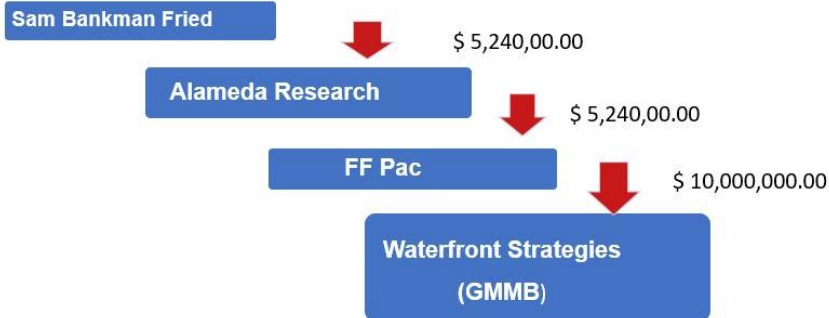 Sam Bankman Fried
$ 5,240,00.00
Alameda Research
$ 5,240,00.00
FF Pac
$ 10,000,000.00
Waterfront Strategies
(GMMB)